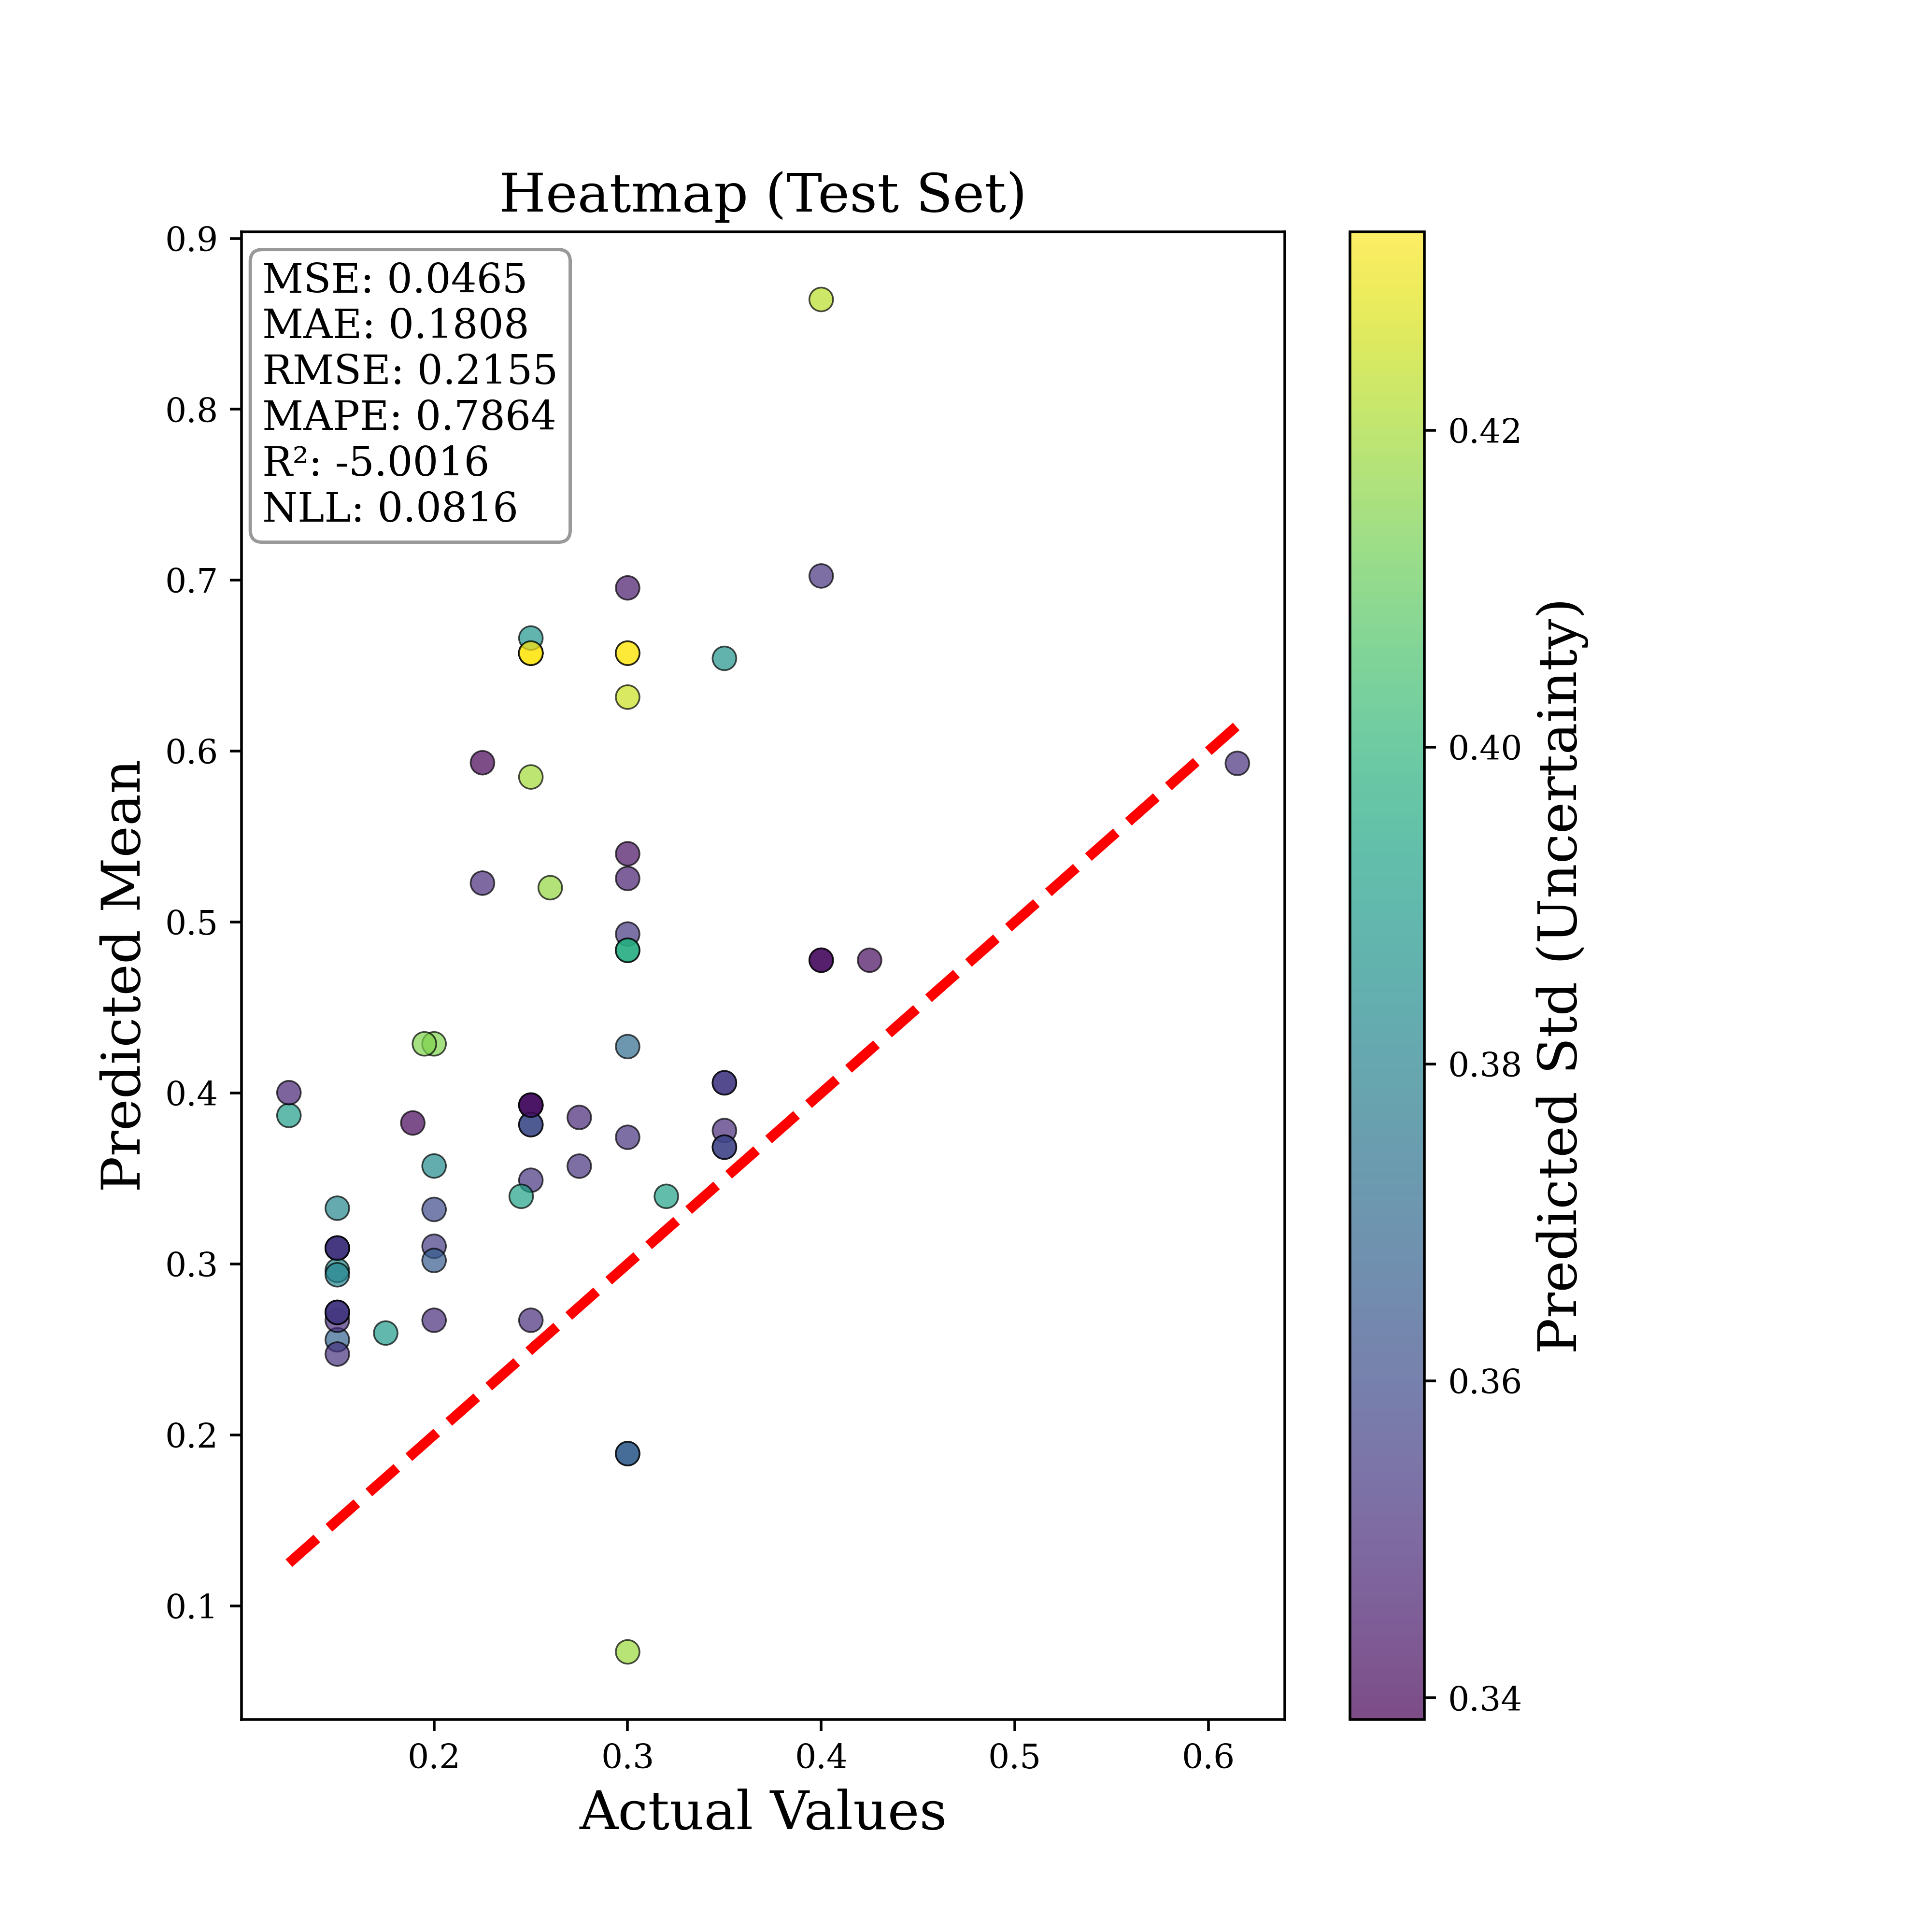 Heatmap (Test Set)
MSE: 0.0465
MAE: 0.1808
RMSE: 0.2155
MAPE: 0.7864
R²: -5.0016
NLL: 0.0816
Predicted Mean
0.9
0.8
0.7
0.6
0.5
0.4
0.3
0.2
0.1
0.2 0.3 0.4 0.5 0.6
Actual Values
0.42
0.40
0.38
0.36
0.34
Predicted Std (Uncertainty)